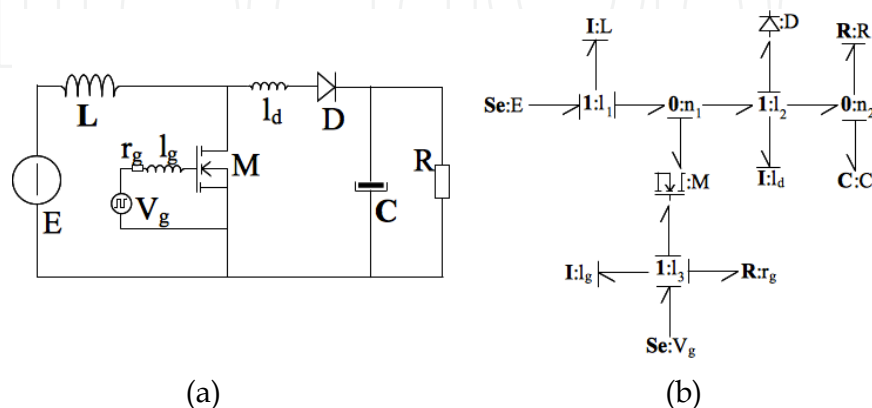 L
l_d
D
r_g
l_g
M
V_g
E
C
R
(a)
I:L
:D
R:R
Se:E
1:l_1
0:n_1
1:l_2
0:n_2
:M
I:l_d
C:C
I:l_g
1:l_3
R:r_g
Se:V_g
(b)